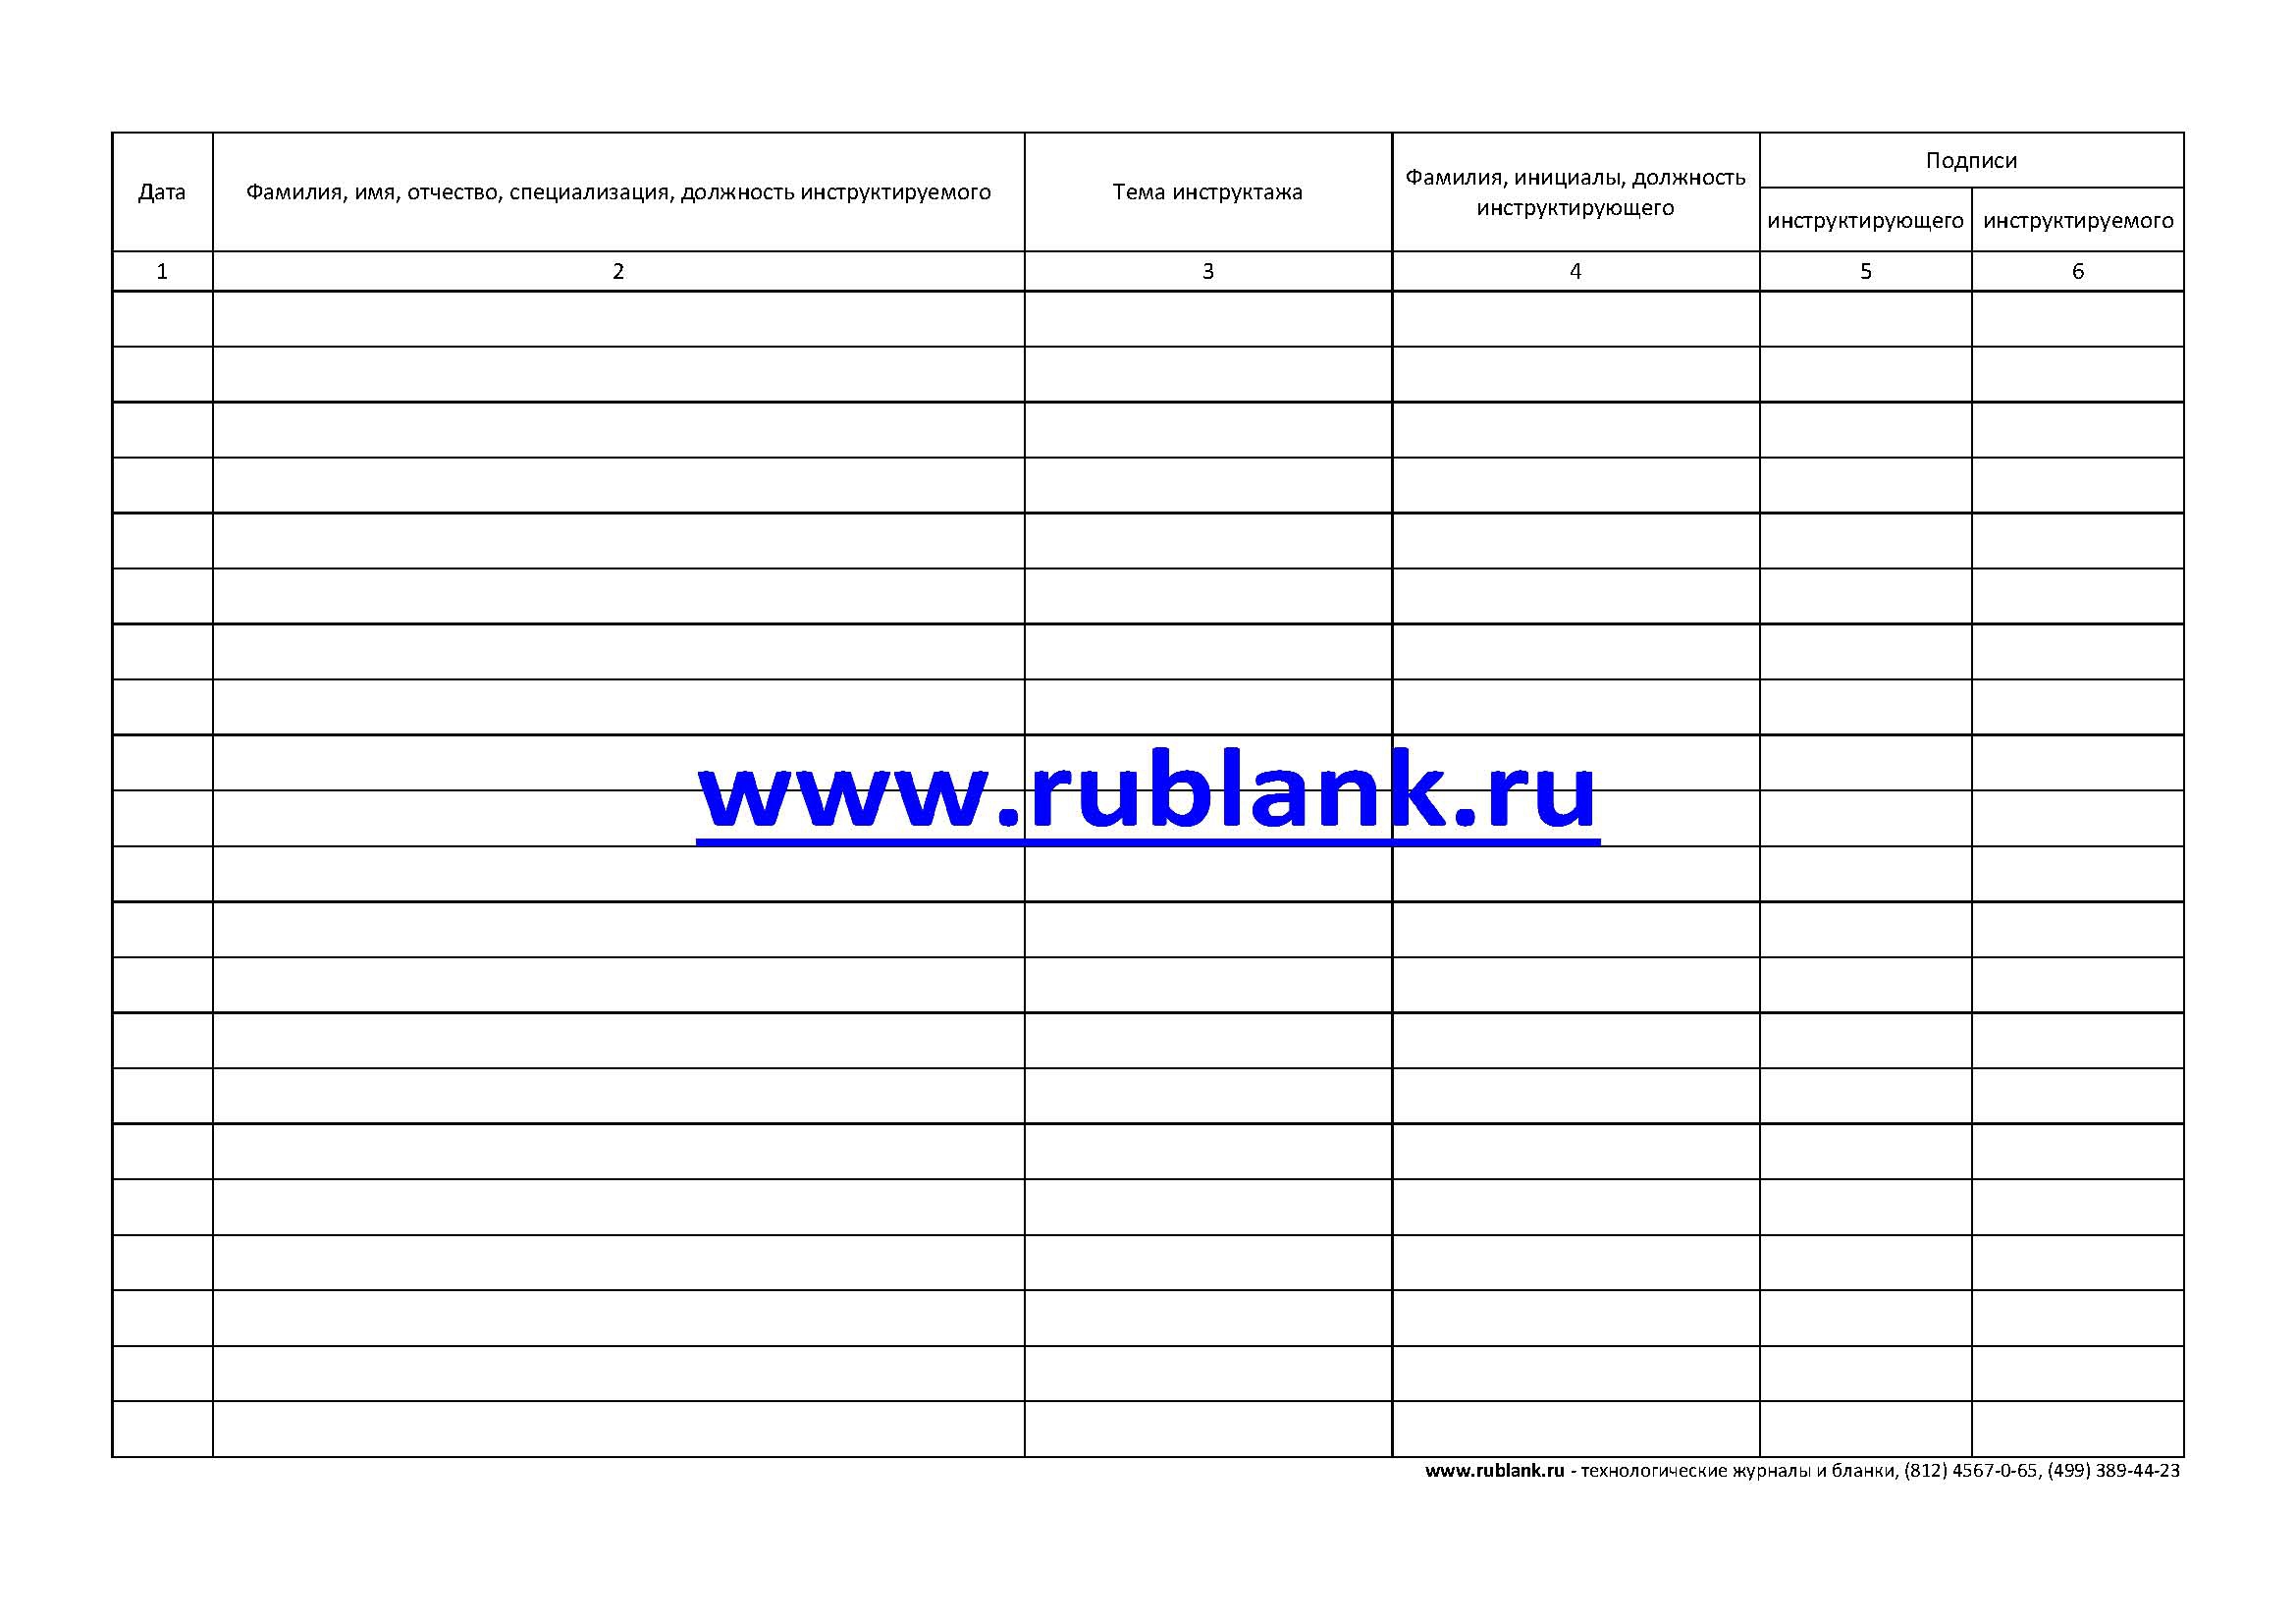 Дата
Фамилия, имя, отчество, специализация, должность инструктируемого
Тема инструктажа
Фамилия, инициалы, должность
инструктирующего
Подписи
инструктирующего
инструктируемого
1 2 3 4 5 6
www.rublank.ru
www.rublank.ru - технологические журналы и бланки, (812) 4567-0-65, (499) 389-44-23